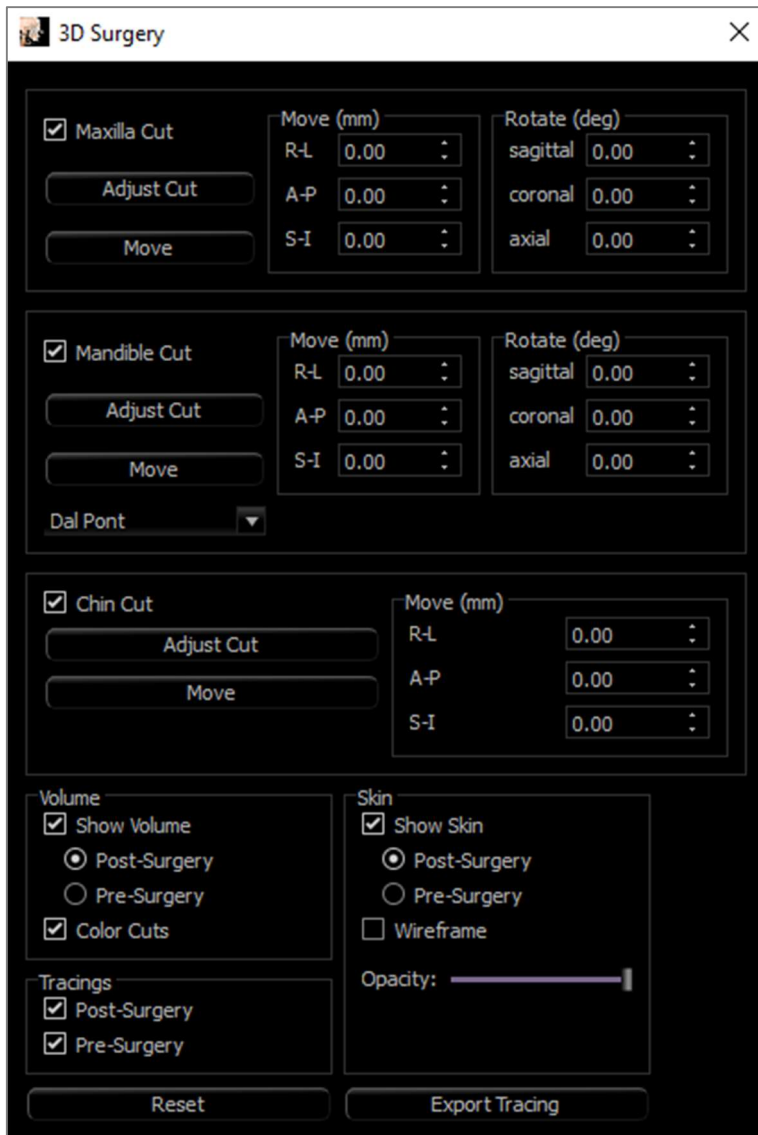 3D Surgery
Maxilla Cut
Adjust Cut
Move
Move (mm)
R-L 0.00
A-P 0.00
S-I 0.00
Rotate (deg)
sagittal 0.00
coronal 0.00
axial 0.00
Mandible Cut
Adjust Cut
Move
Dal Pont
Move (mm)
R-L 0.00
A-P 0.00
S-I 0.00
Rotate (deg)
sagittal 0.00
coronal 0.00
axial 0.00
Chin Cut
Adjust Cut
Move
Move (mm)
R-L 0.00
A-P 0.00
S-I 0.00
Volume
Show Volume
Post-Surgery
Pre-Surgery
Color Cuts
Tracings
Post-Surgery
Pre-Surgery
Skin
Show Skin
Post-Surgery
Pre-Surgery
Wireframe
Opacity:
Reset
Export Tracing